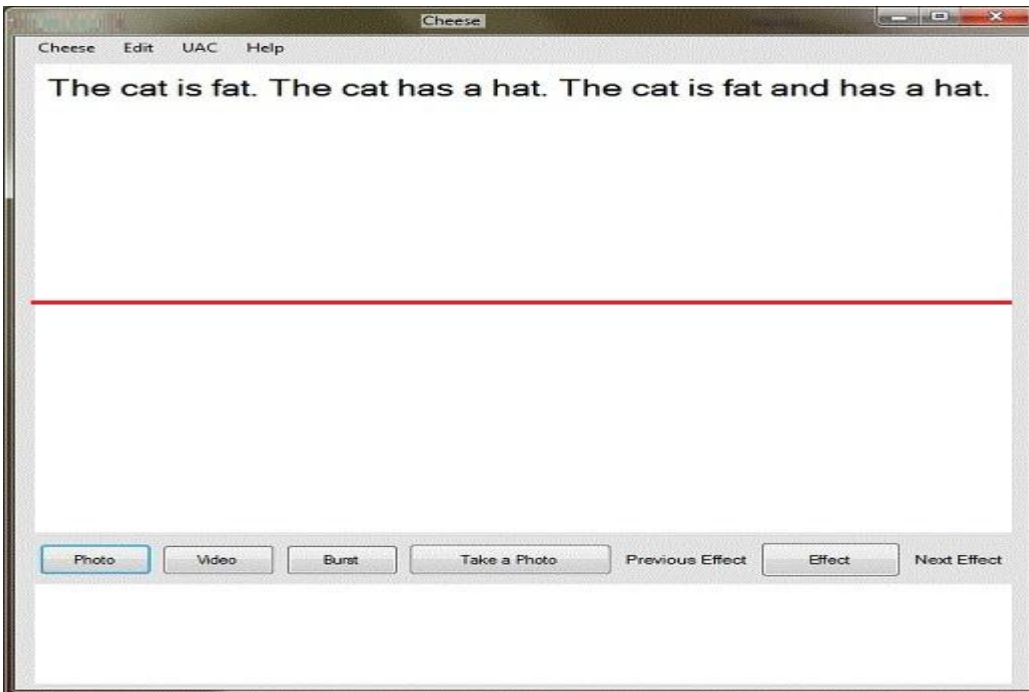 Cheese
Cheese Edit UAC Help
The cat is fat. The cat has a hat. The cat is fat and has a hat.
Photo Video Burst Take a Photo Previous Effect Effect Next Effect